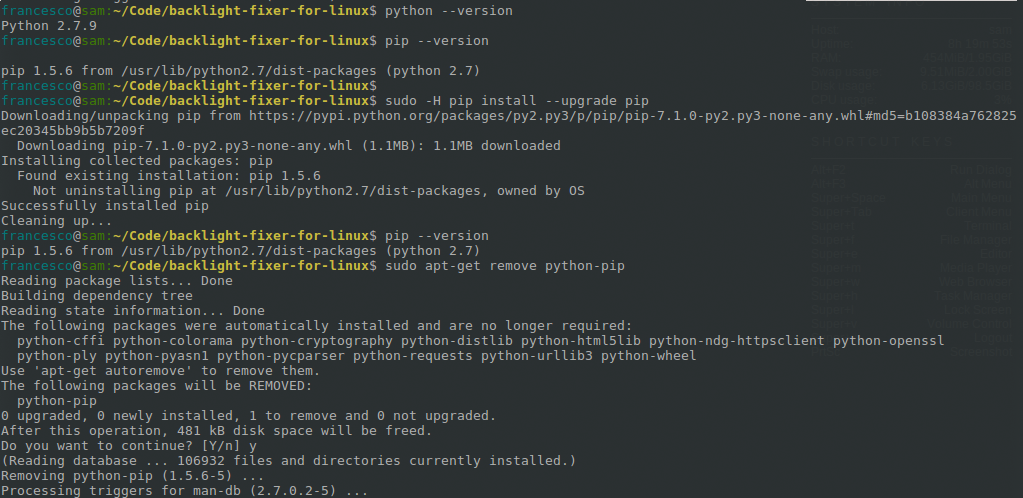 francesco@sam:~/Code/backlight-fixer-for-linux$ python --version
Python 2.7.9
francesco@sam:~/Code/backlight-fixer-for-linux$ pip --version

pip 1.5.6 from /usr/lib/python2.7/dist-packages (python 2.7)
francesco@sam:~/Code/backlight-fixer-for-linux$
francesco@sam:~/Code/backlight-fixer-for-linux$ sudo -H pip install --upgrade pip
Downloading/unpacking pip from https://pypi.python.org/packages/py2.py3/p/pip/pip-7.1.0-py2.py3-none-any.whl#md5=b108384a762825
ec20345bb9b5b7209f
  Downloading pip-7.1.0-py2.py3-none-any.whl (1.1MB): 1.1MB downloaded
Installing collected packages: pip
  Found existing installation: pip 1.5.6
    Not uninstalling pip at /usr/lib/python2.7/dist-packages, owned by OS
Successfully installed pip
Cleaning up...
francesco@sam:~/Code/backlight-fixer-for-linux$ pip --version
pip 1.5.6 from /usr/lib/python2.7/dist-packages (python 2.7)
francesco@sam:~/Code/backlight-fixer-for-linux$ sudo apt-get remove python-pip
Reading package lists... Done
Building dependency tree
Reading state information... Done
The following packages were automatically installed and are no longer required:
  python-cffi python-colorama python-cryptography python-distlib python-html5lib python-ndg-httpsclient python-openssl
  python-ply python-pyasn1 python-pycparser python-requests python-urllib3 python-wheel
Use 'apt-get autoremove' to remove them.
The following packages will be REMOVED:
  python-pip
0 upgraded, 0 newly installed, 1 to remove and 0 not upgraded.
After this operation, 481 kB disk space will be freed.
Do you want to continue? [Y/n] y
(Reading database ... 106932 files and directories currently installed.)
Removing python-pip (1.5.6-5) ...
Processing triggers for man-db (2.7.0.2-5) ...